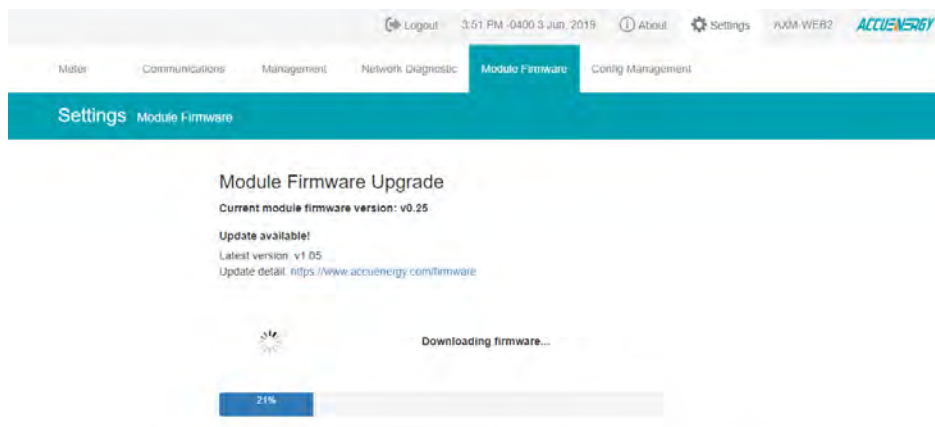 Logout 3:51 PM -0400 3 Jun, 2019 About Settings AXM-WEB2 ACCUENERGY
Meter Communications Management Network Diagnostic Module Firmware Config Management
Settings Module Firmware
Module Firmware Upgrade
Current module firmware version: v0.25
Update available!
Latest version v1.05
Update detail https://www.accuenergy.com/firmware
Downloading firmware...
21%